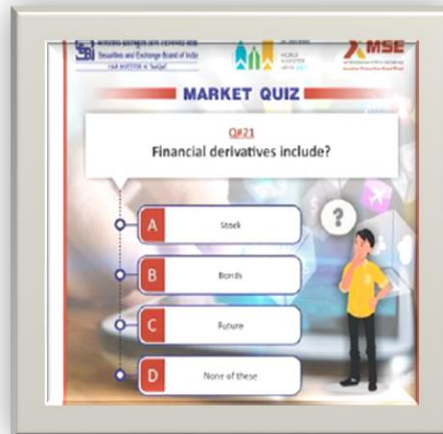 Securities and Exchange Board of India
MSE
MARKET QUIZ
Q#21
Financial derivatives include?
A Stock
B Bonds
C Future
D None of these
?